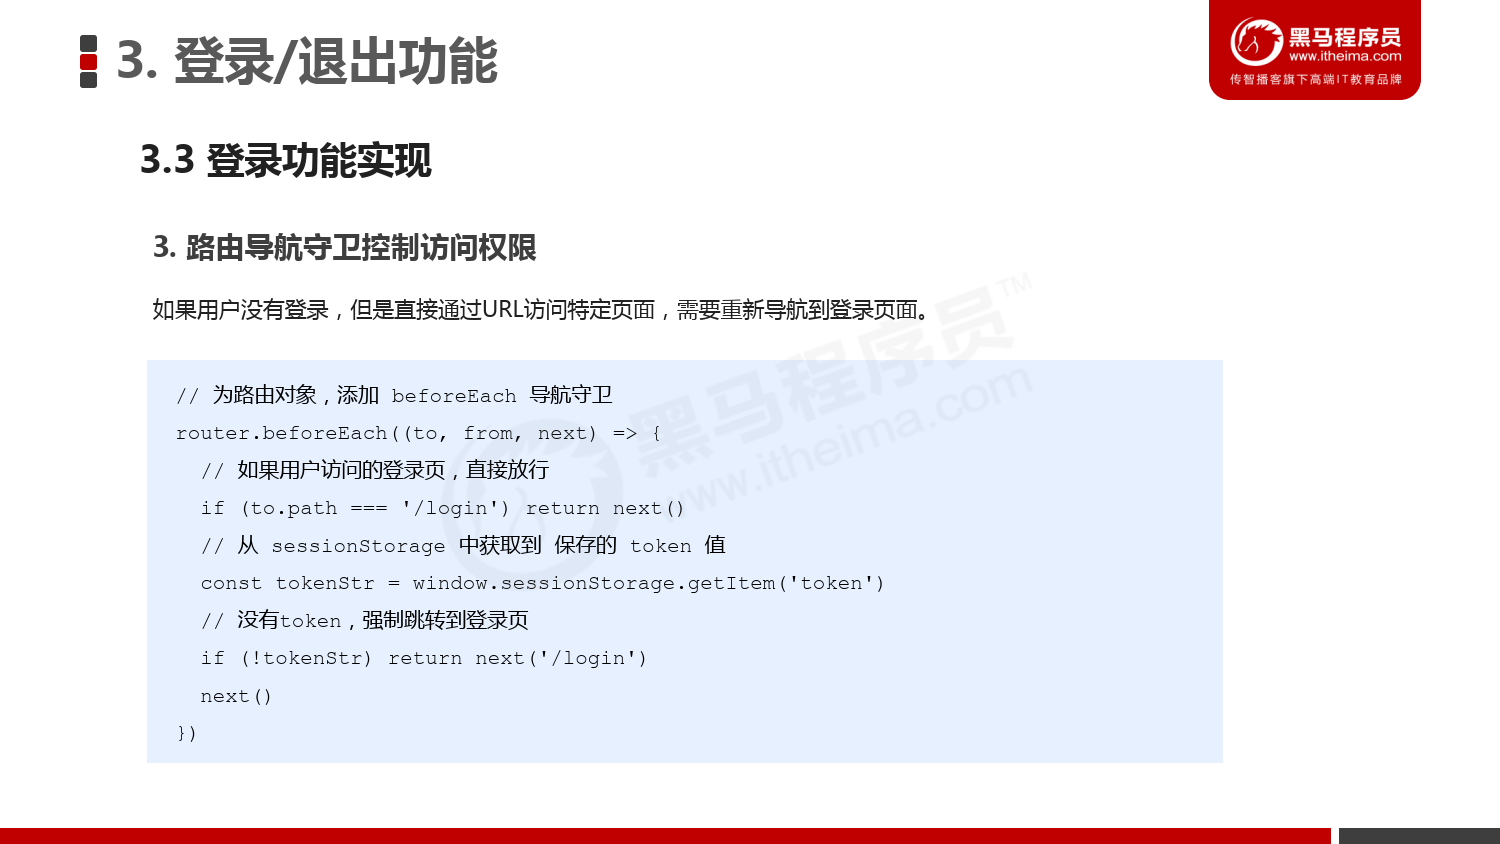 3. 登录/退出功能
黑马程序员
www.itheima.com
传智播客旗下高端IT教育品牌
3.3 登录功能实现
3. 路由导航守卫控制访问权限
如果用户没有登录，但是直接通过URL访问特定页面，需要重新导航到登录页面。
// 为路由对象，添加 beforeEach 导航守卫
router.beforeEach((to, from, next) => {
  // 如果用户访问的登录页，直接放行
  if (to.path === '/login') return next()
  // 从 sessionStorage 中获取到 保存的 token 值
  const tokenStr = window.sessionStorage.getItem('token')
  // 没有token，强制跳转到登录页
  if (!tokenStr) return next('/login')
  next()
})
黑马程序员™
www.itheima.com